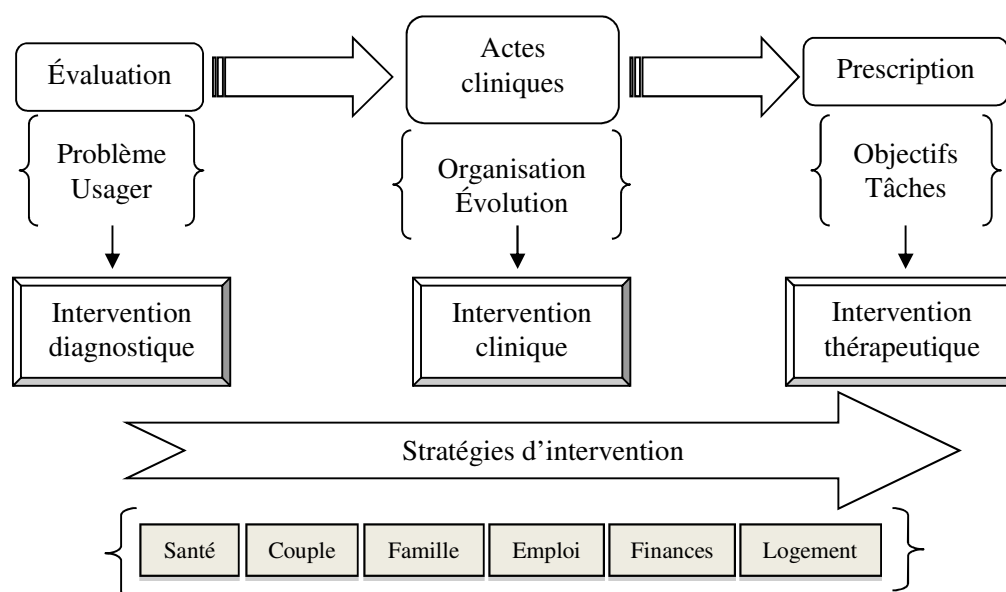 Évaluation
Actes
cliniques
Prescription
Problème
Usager
Organisation
Évolution
Objectifs
Tâches
Intervention
diagnostique
Intervention
clinique
Intervention
thérapeutique
Stratégies d’intervention
Santé
Couple
Famille
Emploi
Finances
Logement